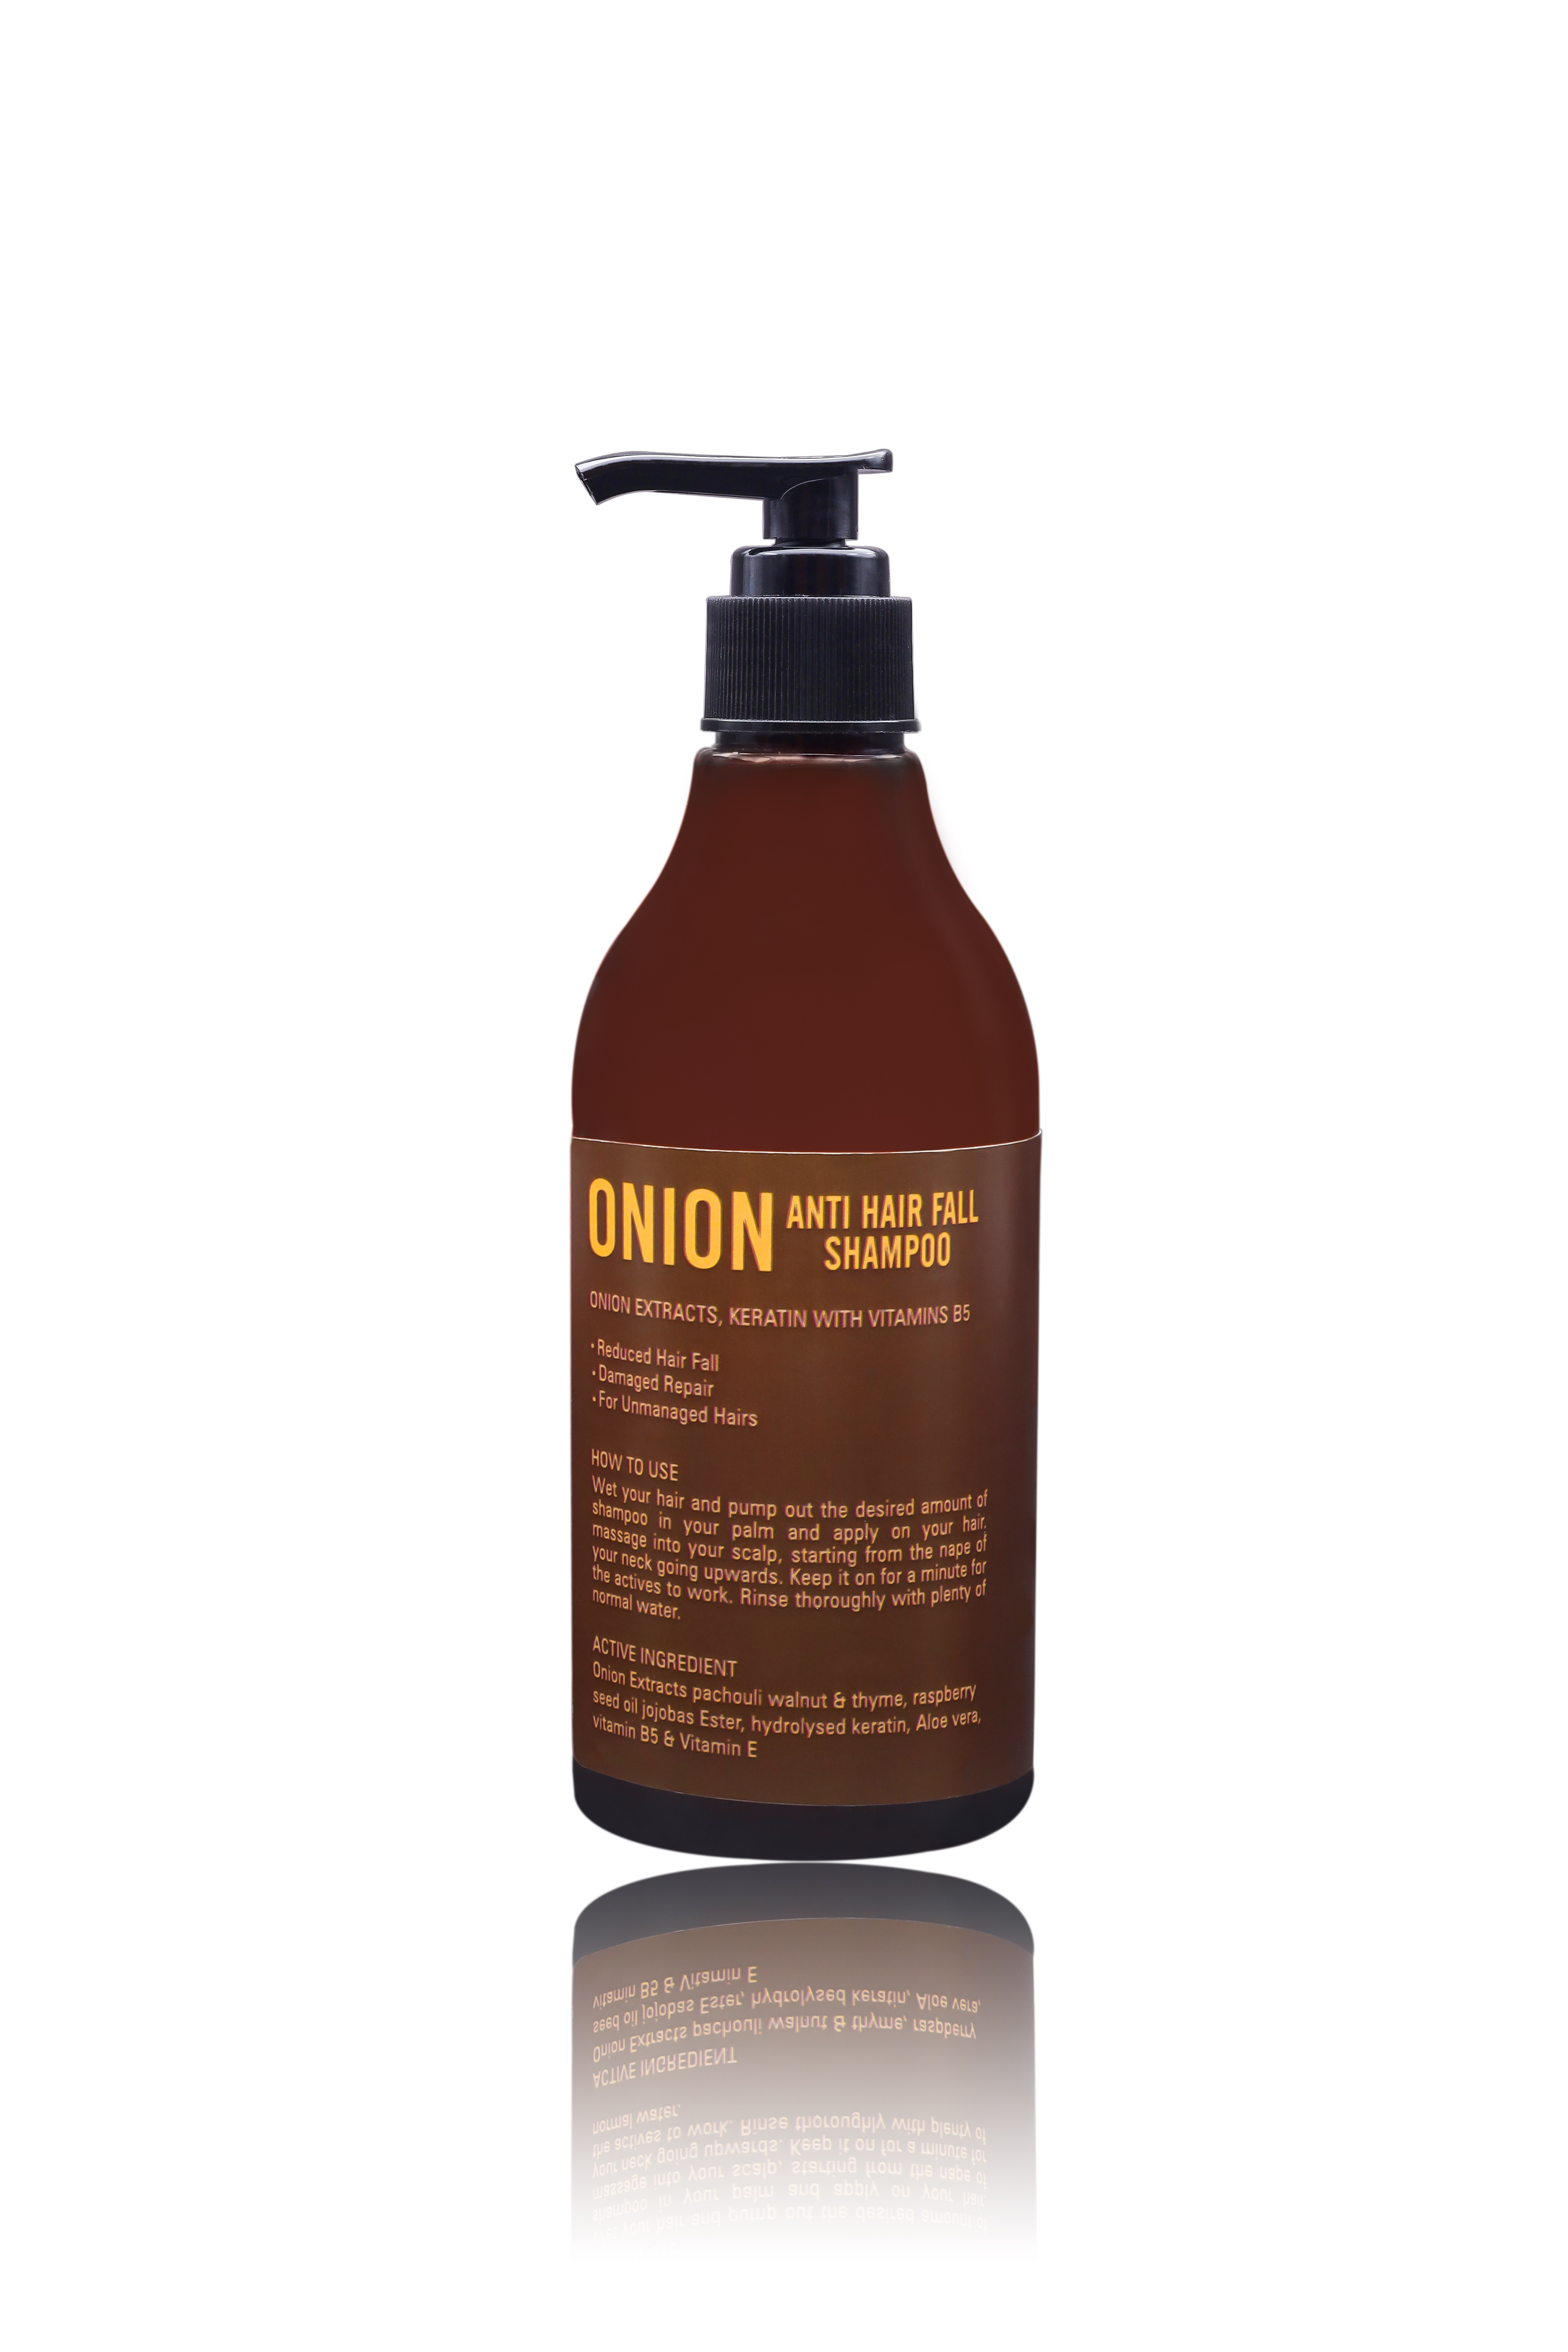 ONION ANTI HAIR FALL
SHAMPOO
ONION EXTRACTS, KERATIN WITH VITAMINS B5
• Reduced Hair Fall
• Damaged Repair
• For Unmanaged Hairs
HOW TO USE
Wet your hair and pump out the desired amount of
shampoo in your palm and apply on your hair.
massage into your scalp, starting from the nape of
your neck going upwards. Keep it on for a minute for
the actives to work. Rinse thoroughly with plenty of
normal water.
ACTIVE INGREDIENT
Onion Extracts pachouli walnut & thyme, raspberry
seed oil jojobas Ester, hydrolysed keratin, Aloe vera,
vitamin B5 & Vitamin E